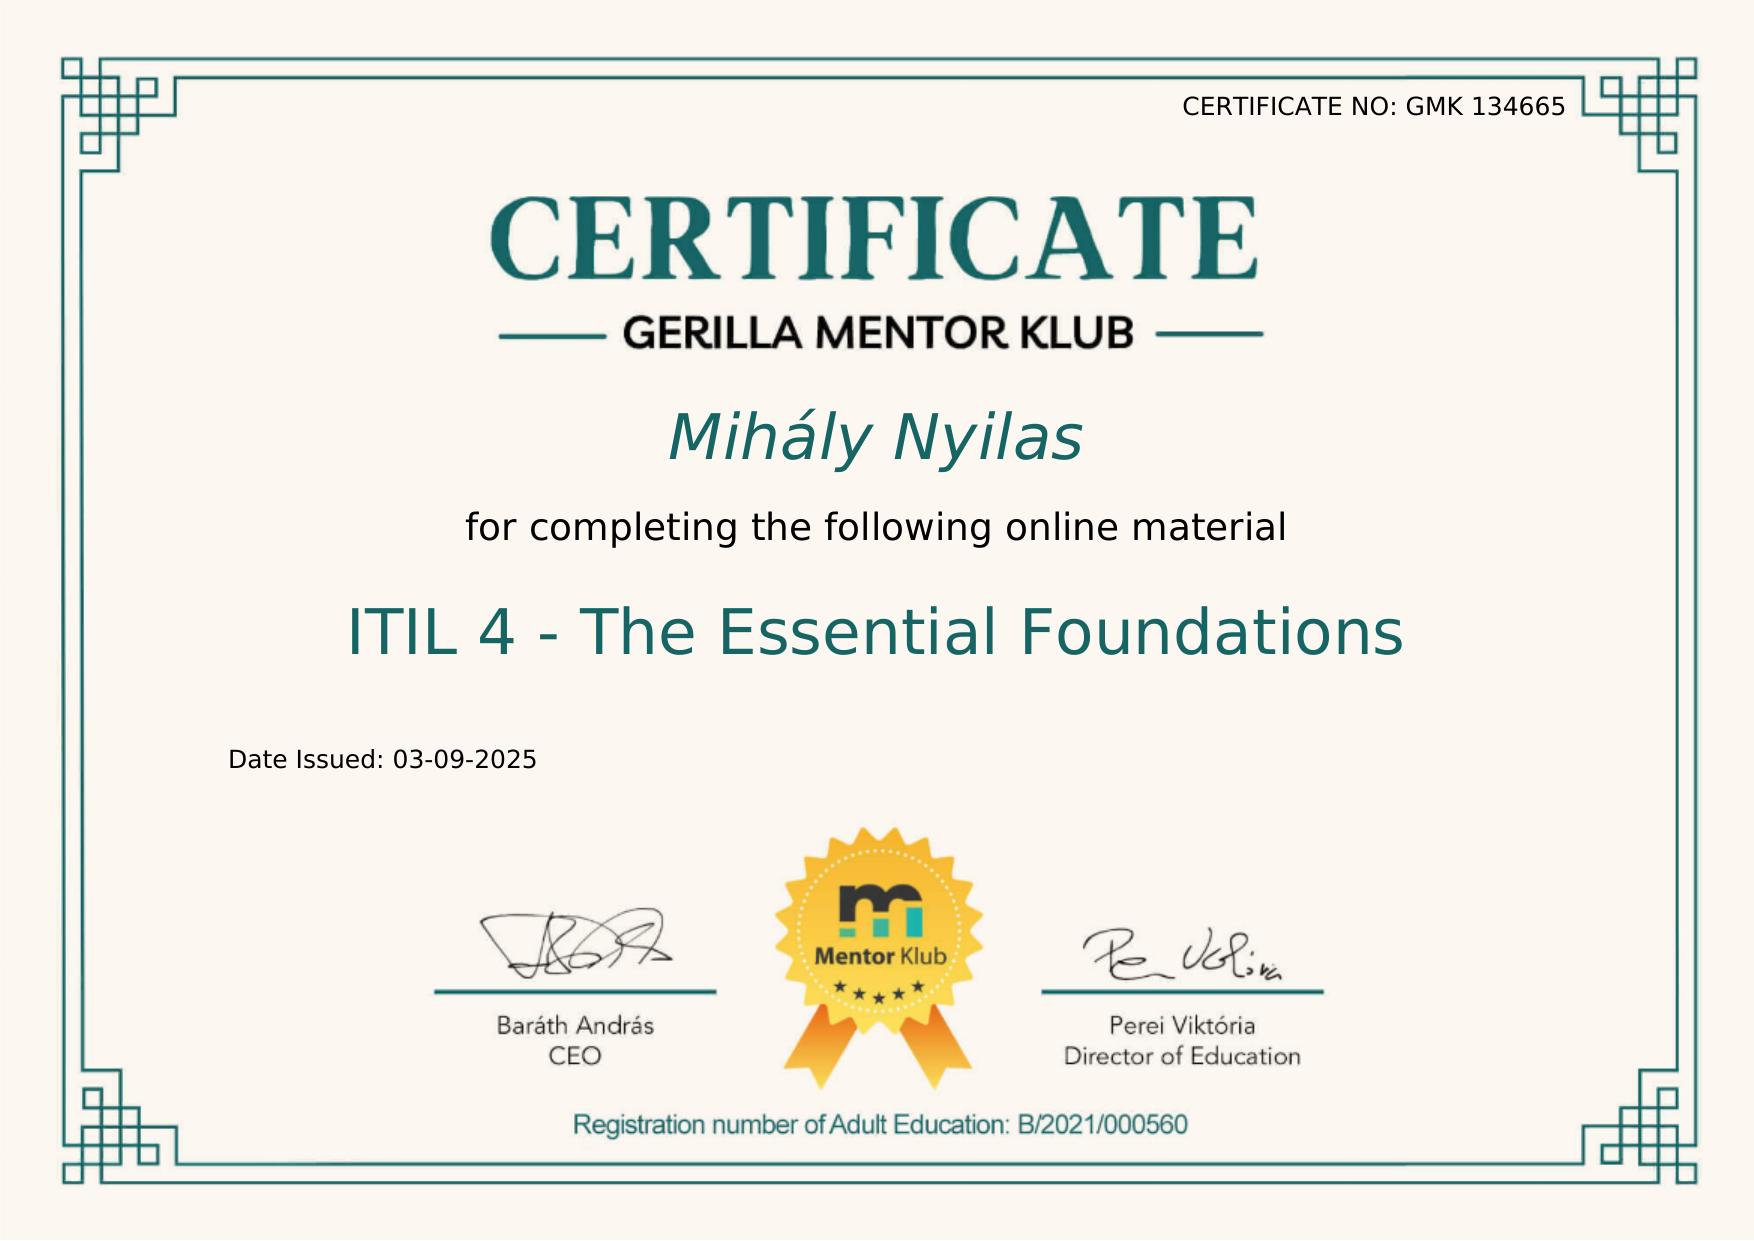 CERTIFICATE NO: GMK 134665
CERTIFICATE
GERILLA MENTOR KLUB
Mihály Nyilas
for completing the following online material
ITIL 4 - The Essential Foundations
Date Issued: 03-09-2025
Mentor Klub
Baráth András
CEO
Perei Viktória
Director of Education
Registration number of Adult Education: B/2021/000560